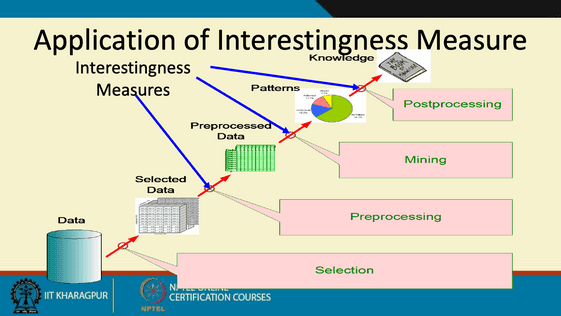 Application of Interestingness Measure
Interestingness
Measures
Knowledge
Patterns
Postprocessing
Preprocessed
Data
Mining
Selected
Data
Preprocessing
Data
Selection
IIT KHARAGPUR
NPTEL
NPTEL ONLINE
CERTIFICATION COURSES